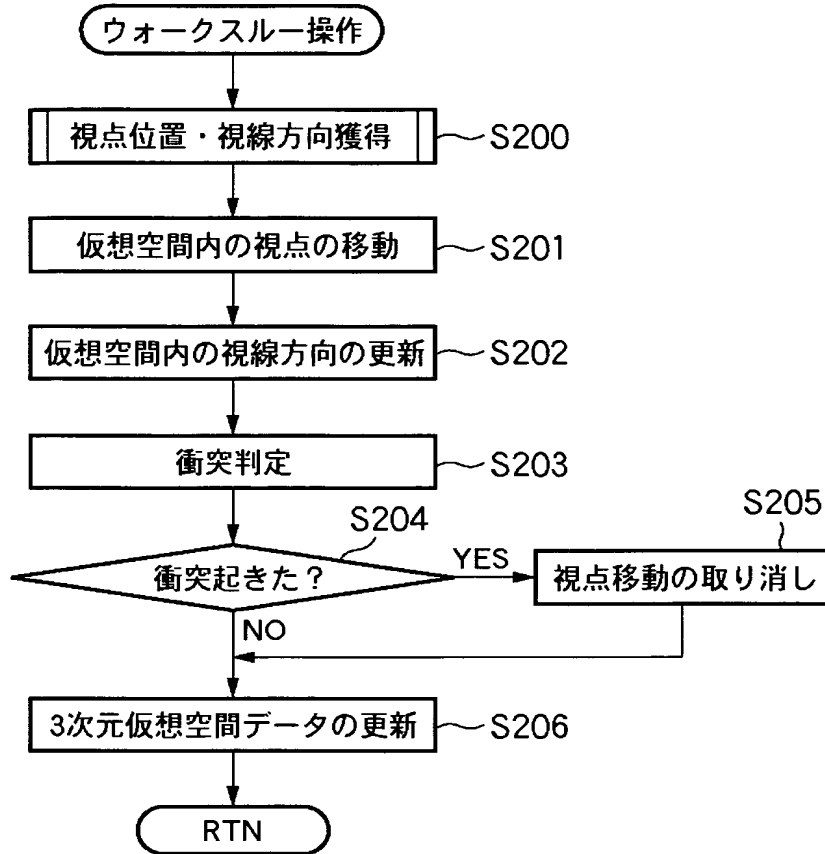 ウォークスルー操作
視点位置・視線方向獲得
S200
仮想空間内の視点の移動
S201
仮想空間内の視線方向の更新
S202
衝突判定
S203
S204
衝突起きた？
YES
S205
視点移動の取り消し
NO
3次元仮想空間データの更新
S206
RTN